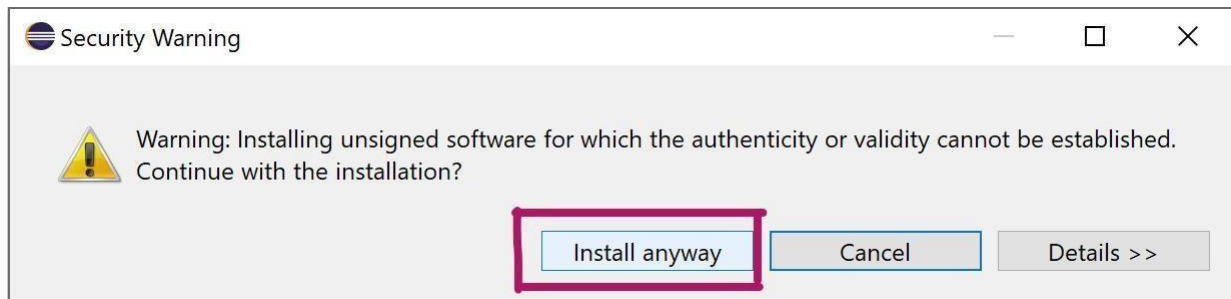 Security Warning
Warning: Installing unsigned software for which the authenticity or validity cannot be established.
Continue with the installation?
Install anyway
Cancel
Details >>